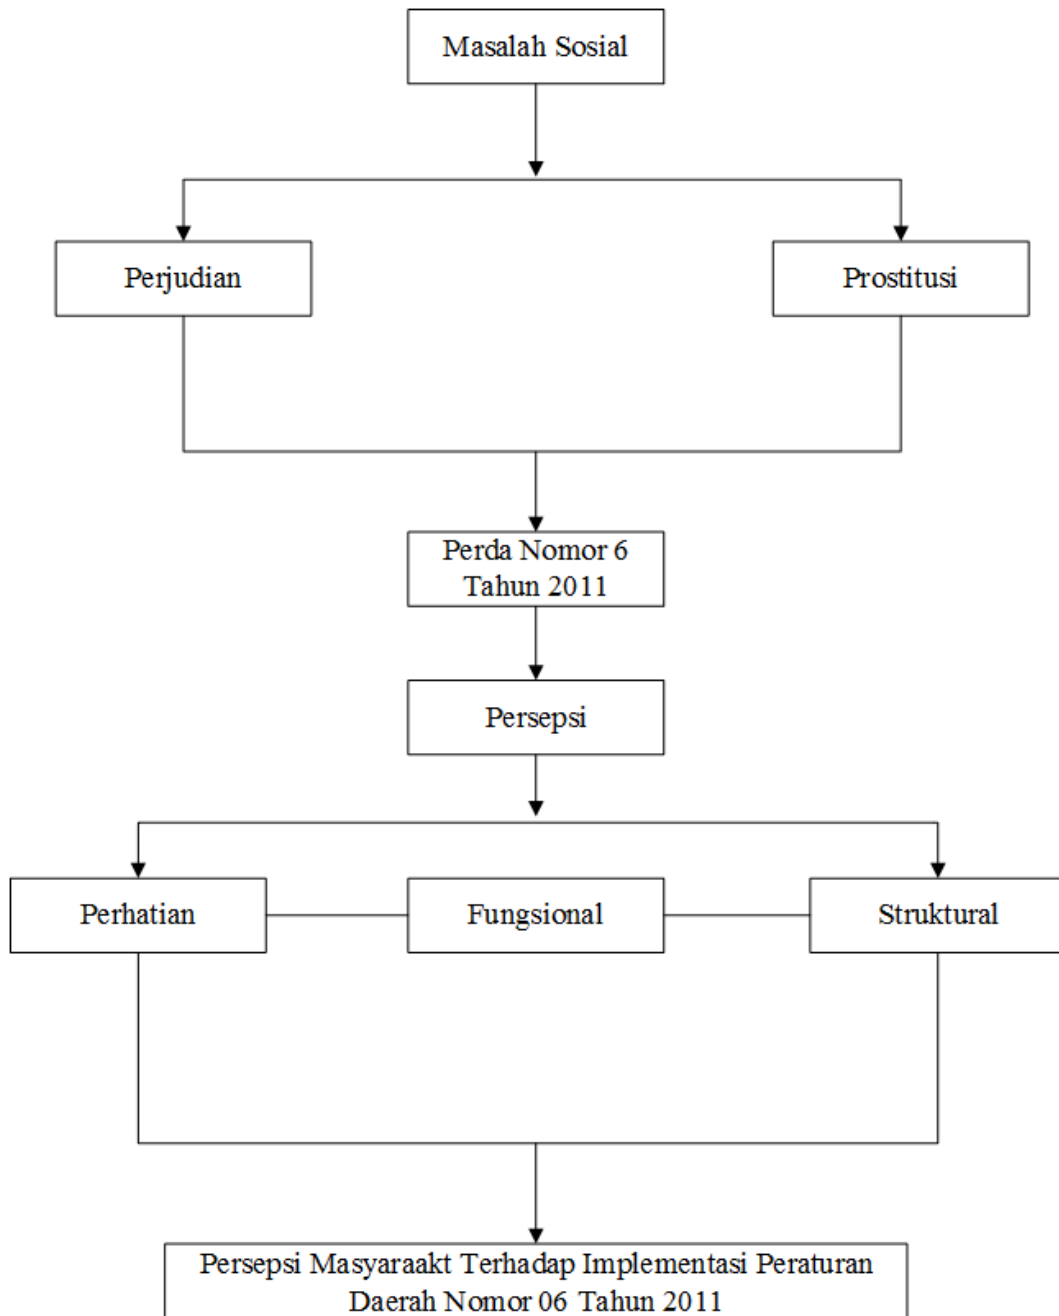 Masalah Sosial
Perjudian
Prostitusi
Perda Nomor 6
Tahun 2011
Persepsi
Perhatian
Fungsional
Struktural
Persepsi Masyaraakt Terhadap Implementasi Peraturan
Daerah Nomor 06 Tahun 2011